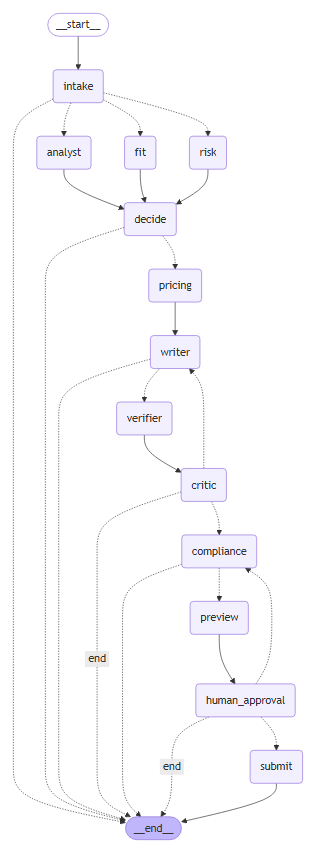 __start__
intake
analyst
fit
risk
decide
pricing
writer
verifier
critic
compliance
preview
end
human_approval
end
submit
__end__